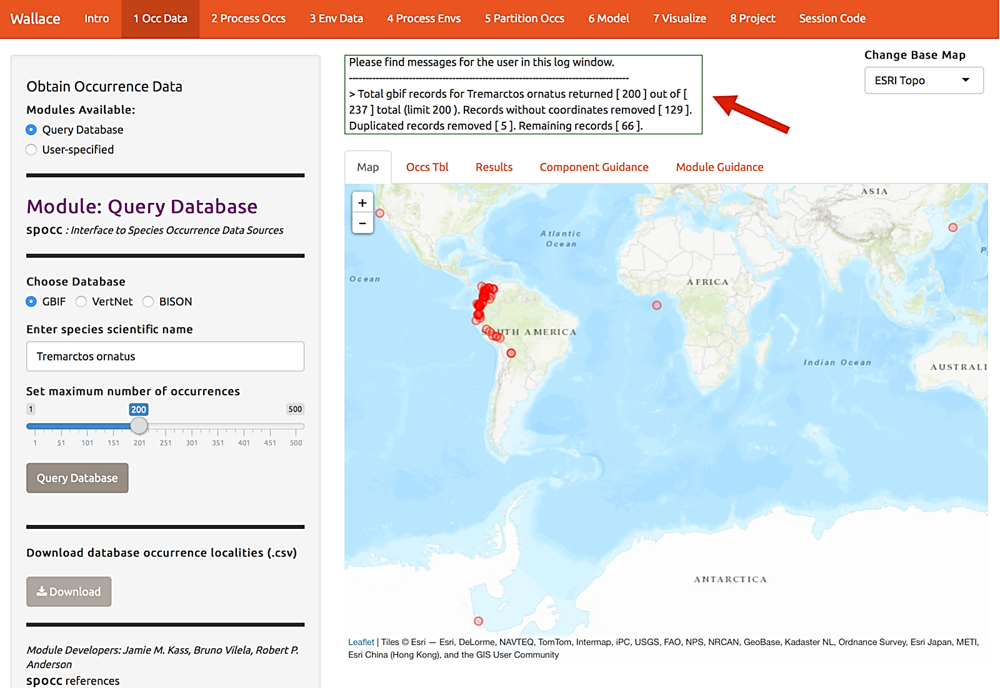 Wallace Intro 1 Occ Data 2 Process Occs 3 Env Data 4 Process Envs 5 Partition Occs 6 Model 7 Visualize 8 Project Session Code
Obtain Occurrence Data
Modules Available:
Query Database
User-specified
Module: Query Database
spocc : Interface to Species Occurrence Data Sources
Choose Database
GBIF VertNet BISON
Enter species scientific name
Tremarctos ornatus
Set maximum number of occurrences
1 200 500
1 51 101 151 201 251 301 351 401 451 500
Query Database
Download database occurrence localities (.csv)
Download
Module Developers: Jamie M. Kass, Bruno Vilela, Robert P.
Anderson
spocc references
Please find messages for the user in this log window.
--------------------------------------------------------------------------------
> Total gbif records for Tremarctos ornatus returned [ 200 ] out of [
237 ] total (limit 200 ). Records without coordinates removed [ 129 ].
Duplicated records removed [ 5 ]. Remaining records [ 66 ].
Change Base Map
ESRI Topo
Map Occs Tbl Results Component Guidance Module Guidance
+
−
ASIA
Atlantic
Ocean
P
Ocean
AFRICA
SOUTH AMERICA
Indian Ocean
AUSTRALI
ANTARCTICA
Leaflet | Tiles © Esri — Esri, DeLorme, NAVTEQ, TomTom, Intermap, iPC, USGS, FAO, NPS, NRCAN, GeoBase, Kadaster NL, Ordnance Survey, Esri Japan, METI,
Esri China (Hong Kong), and the GIS User Community